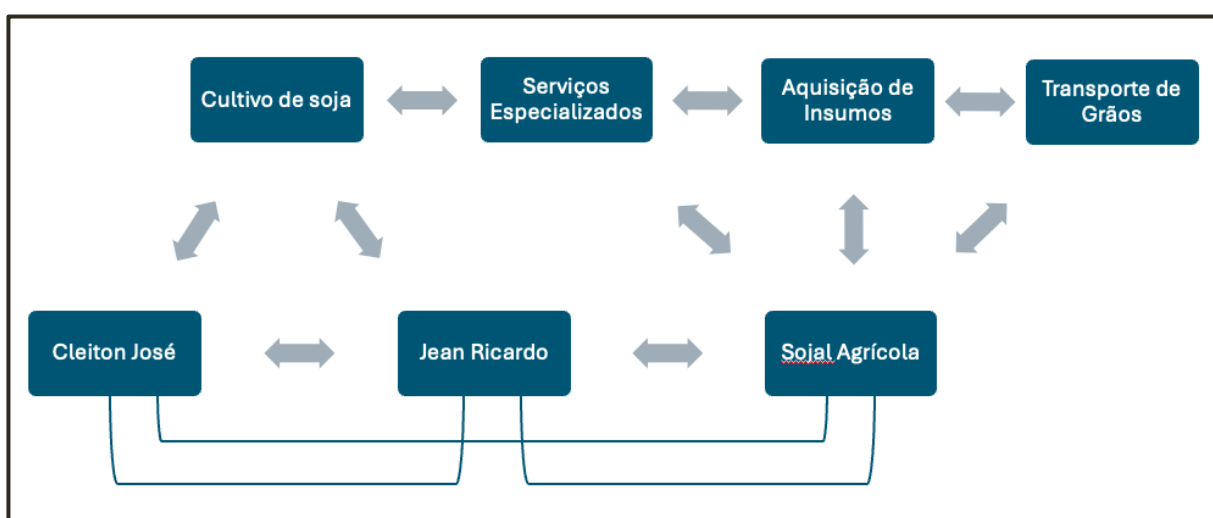 Cultivo de soja
Serviços
Especializados
Aquisição de
Insumos
Transporte de
Grãos
Cleiton José
Jean Ricardo
Sojal Agrícola